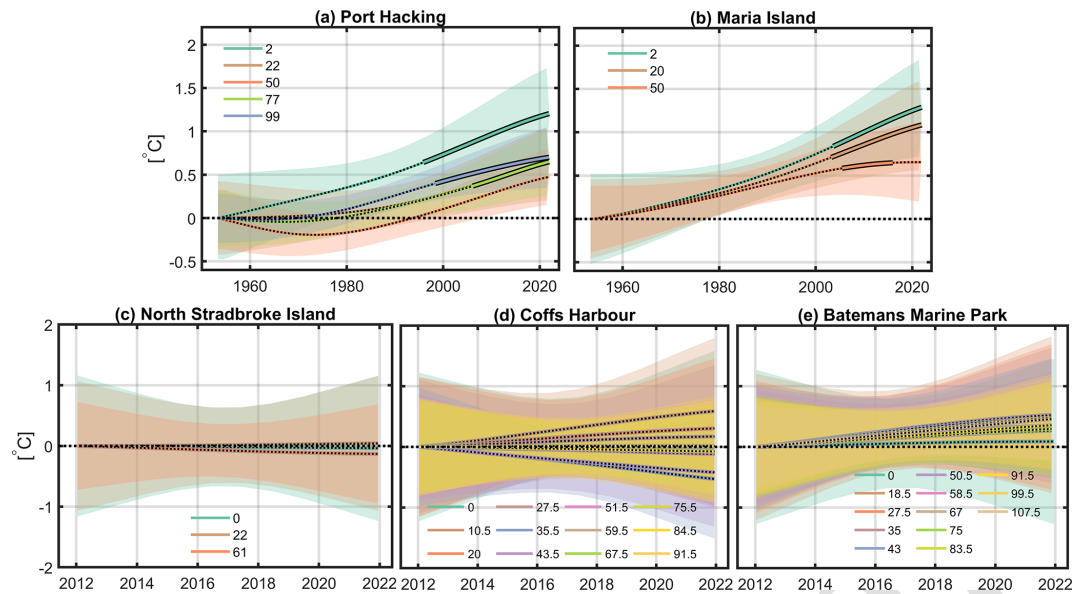 (a) Port Hacking
(b) Maria Island
[°C]
2
1.5
1
0.5
0
-0.5
2
22
50
77
99
2
20
50
1960 1980 2000 2020
1960 1980 2000 2020
(c) North Stradbroke Island
(d) Coffs Harbour
(e) Batemans Marine Park
[°C]
2
1
0
-1
-2
0
22
61
0 27.5 51.5 75.5
10.5 35.5 59.5 84.5
20 43.5 67.5 91.5
0 50.5 91.5
18.5 58.5 99.5
27.5 67 107.5
35 75
43 83.5
2012 2014 2016 2018 2020 2022
2012 2014 2016 2018 2020 2022
2012 2014 2016 2018 2020 2022